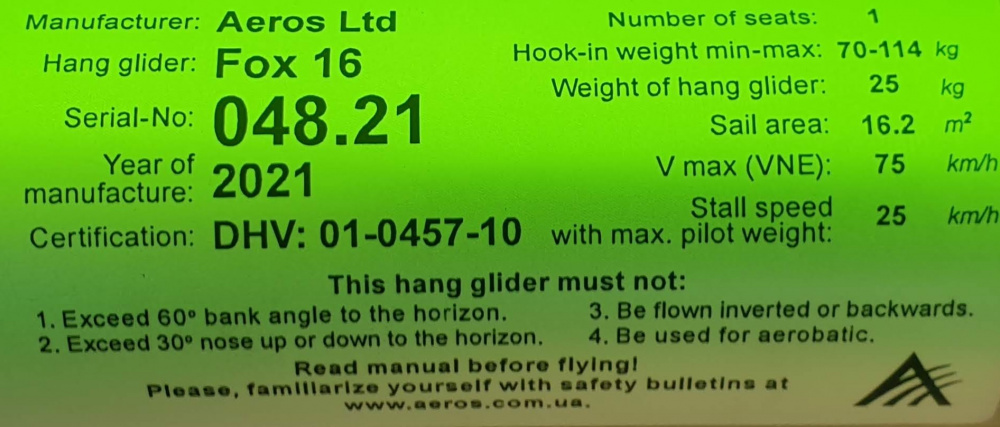 Manufacturer: Aeros Ltd
Hang glider: Fox 16
Serial-No: 048.21
Year of
manufacture: 2021
Certification: DHV: 01-0457-10
Number of seats: 1
Hook-in weight min-max: 70-114 kg
Weight of hang glider: 25 kg
Sail area: 16.2 m²
V max (VNE): 75 km/h
Stall speed
with max. pilot weight: 25 km/h
This hang glider must not:
1. Exceed 60º bank angle to the horizon.
2. Exceed 30º nose up or down to the horizon.
3. Be flown inverted or backwards.
4. Be used for aerobatic.
Read manual before flying!
Please, familiarize yourself with safety bulletins at
www.aeros.com.ua.